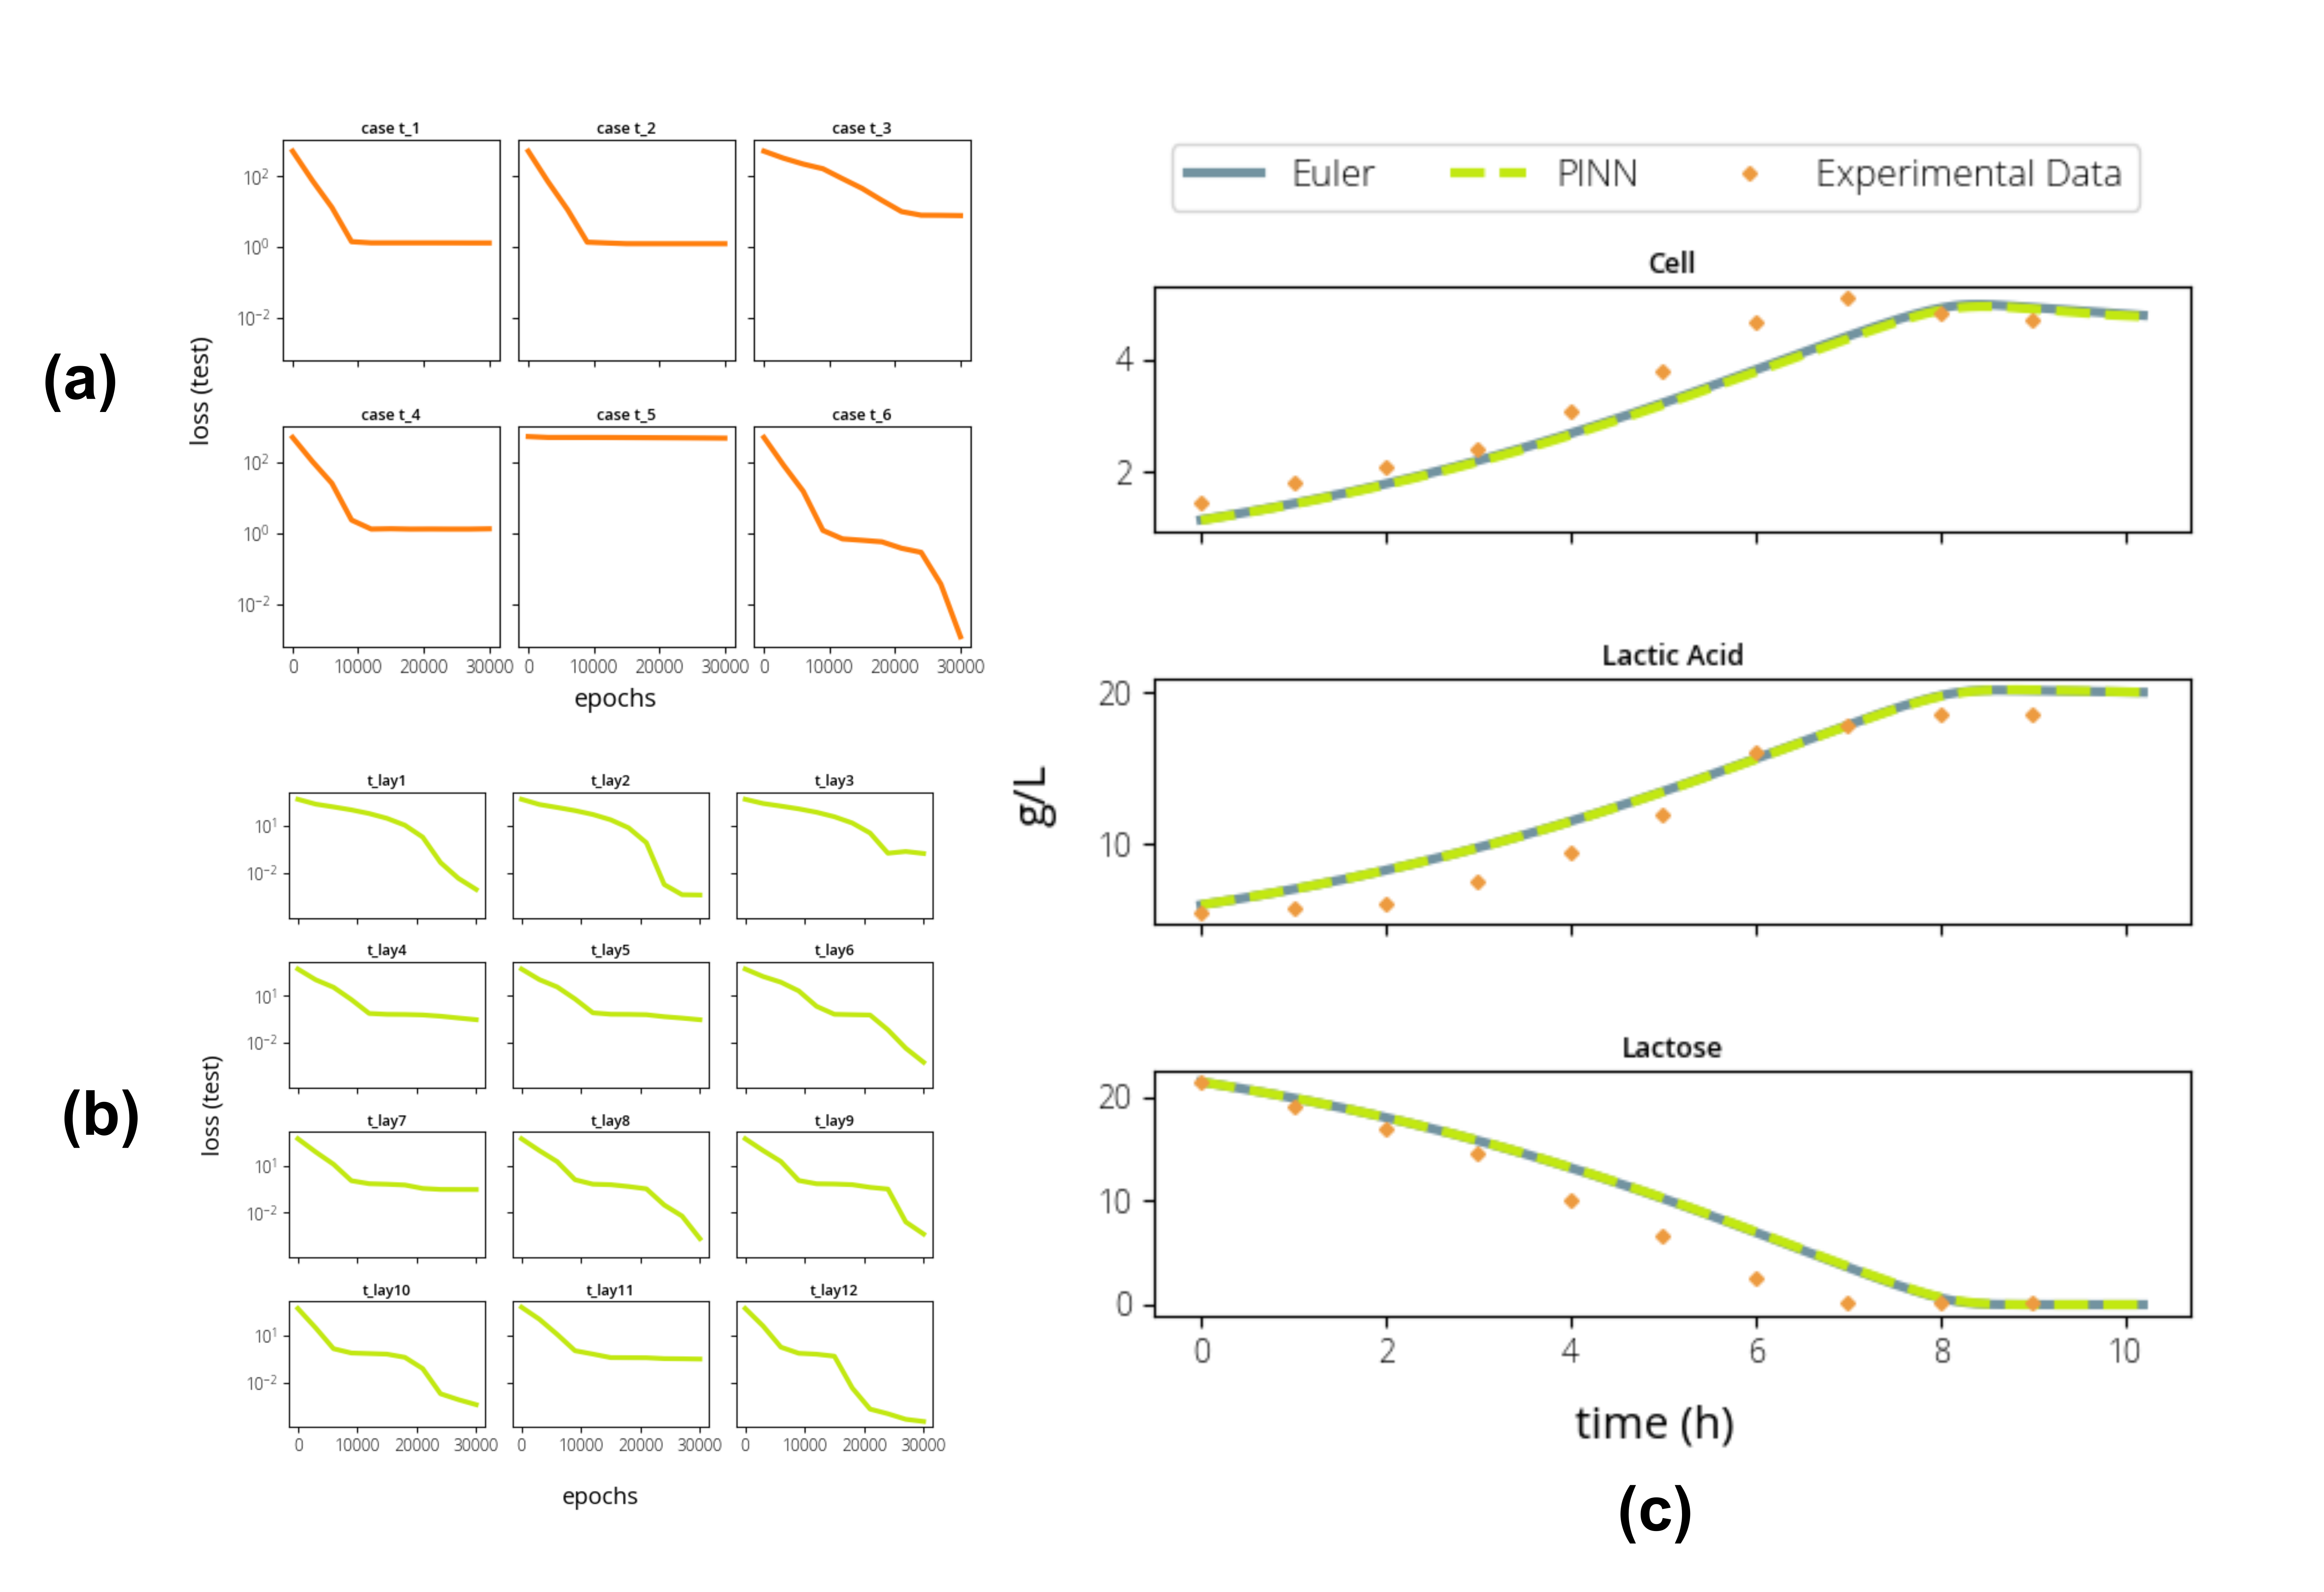 (a)
loss (test)
case t_1 case t_2 case t_3
10² 10⁰ 10⁻²
case t_4 case t_5 case t_6
10² 10⁰ 10⁻²
0 10000 20000 30000 0 10000 20000 30000 0 10000 20000 30000
epochs
(b)
loss (test)
t_lay1 t_lay2 t_lay3
10¹ 10⁻²
t_lay4 t_lay5 t_lay6
10¹ 10⁻²
t_lay7 t_lay8 t_lay9
10¹ 10⁻²
t_lay10 t_lay11 t_lay12
10¹ 10⁻²
0 10000 20000 30000 0 10000 20000 30000 0 10000 20000 30000
epochs
Euler PINN Experimental Data
Cell
4
2
g/L
Lactic Acid
20
10
Lactose
20
10
0
0 2 4 6 8 10
time (h)
(c)